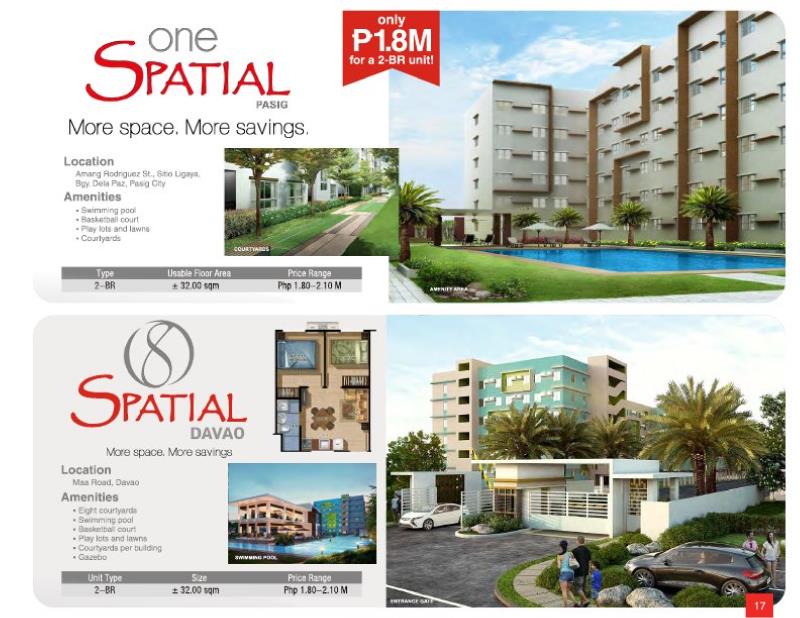 one
SPATIAL
PASIG
More space. More savings.
only
P1.8M
for a 2-BR unit!
Location
Amang Rodriguez St., Sitio Ligaya,
Bgy. Dela Paz, Pasig City
Amenities
• Swimming pool
• Basketball court
• Play lots and lawns
• Courtyards
COURTYARDS
AMENITY AREA
Type Usable Floor Area Price Range
2-BR ± 32.00 sqm Php 1.80–2.10 M
8
SPATIAL
DAVAO
More space. More savings
Location
Maa Road, Davao
Amenities
• Eight courtyards
• Swimming pool
• Basketball court
• Play lots and lawns
• Courtyards per building
• Gazebo
SWIMMING POOL
ENTRANCE GATE
Unit Type Size Price Range
2-BR ± 32.00 sqm Php 1.80–2.10 M
17